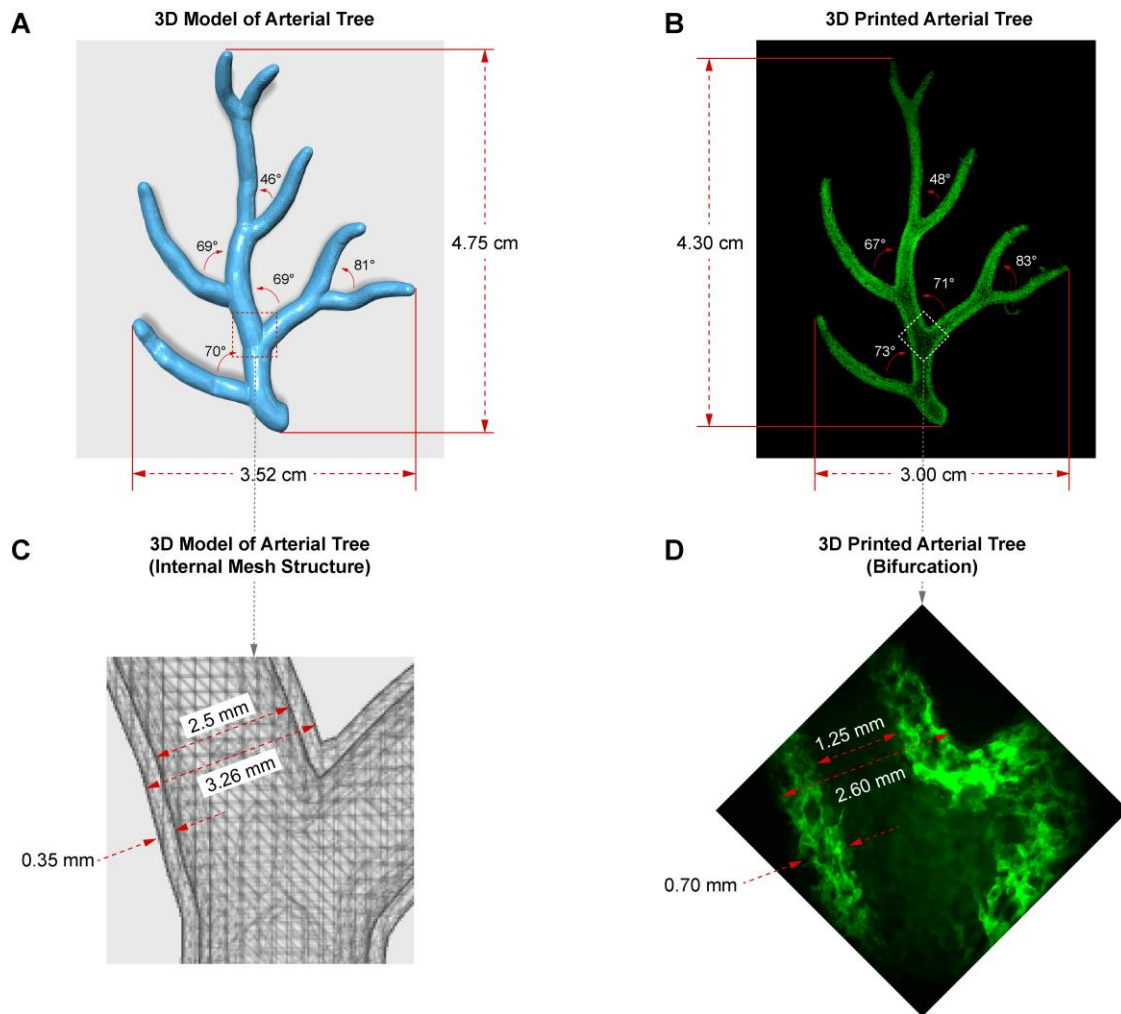 A
3D Model of Arterial Tree
46°
69°
69°
81°
70°
4.75 cm
3.52 cm
B
3D Printed Arterial Tree
48°
67°
71°
83°
73°
4.30 cm
3.00 cm
C
3D Model of Arterial Tree
(Internal Mesh Structure)
2.5 mm
3.26 mm
0.35 mm
D
3D Printed Arterial Tree
(Bifurcation)
1.25 mm
2.60 mm
0.70 mm